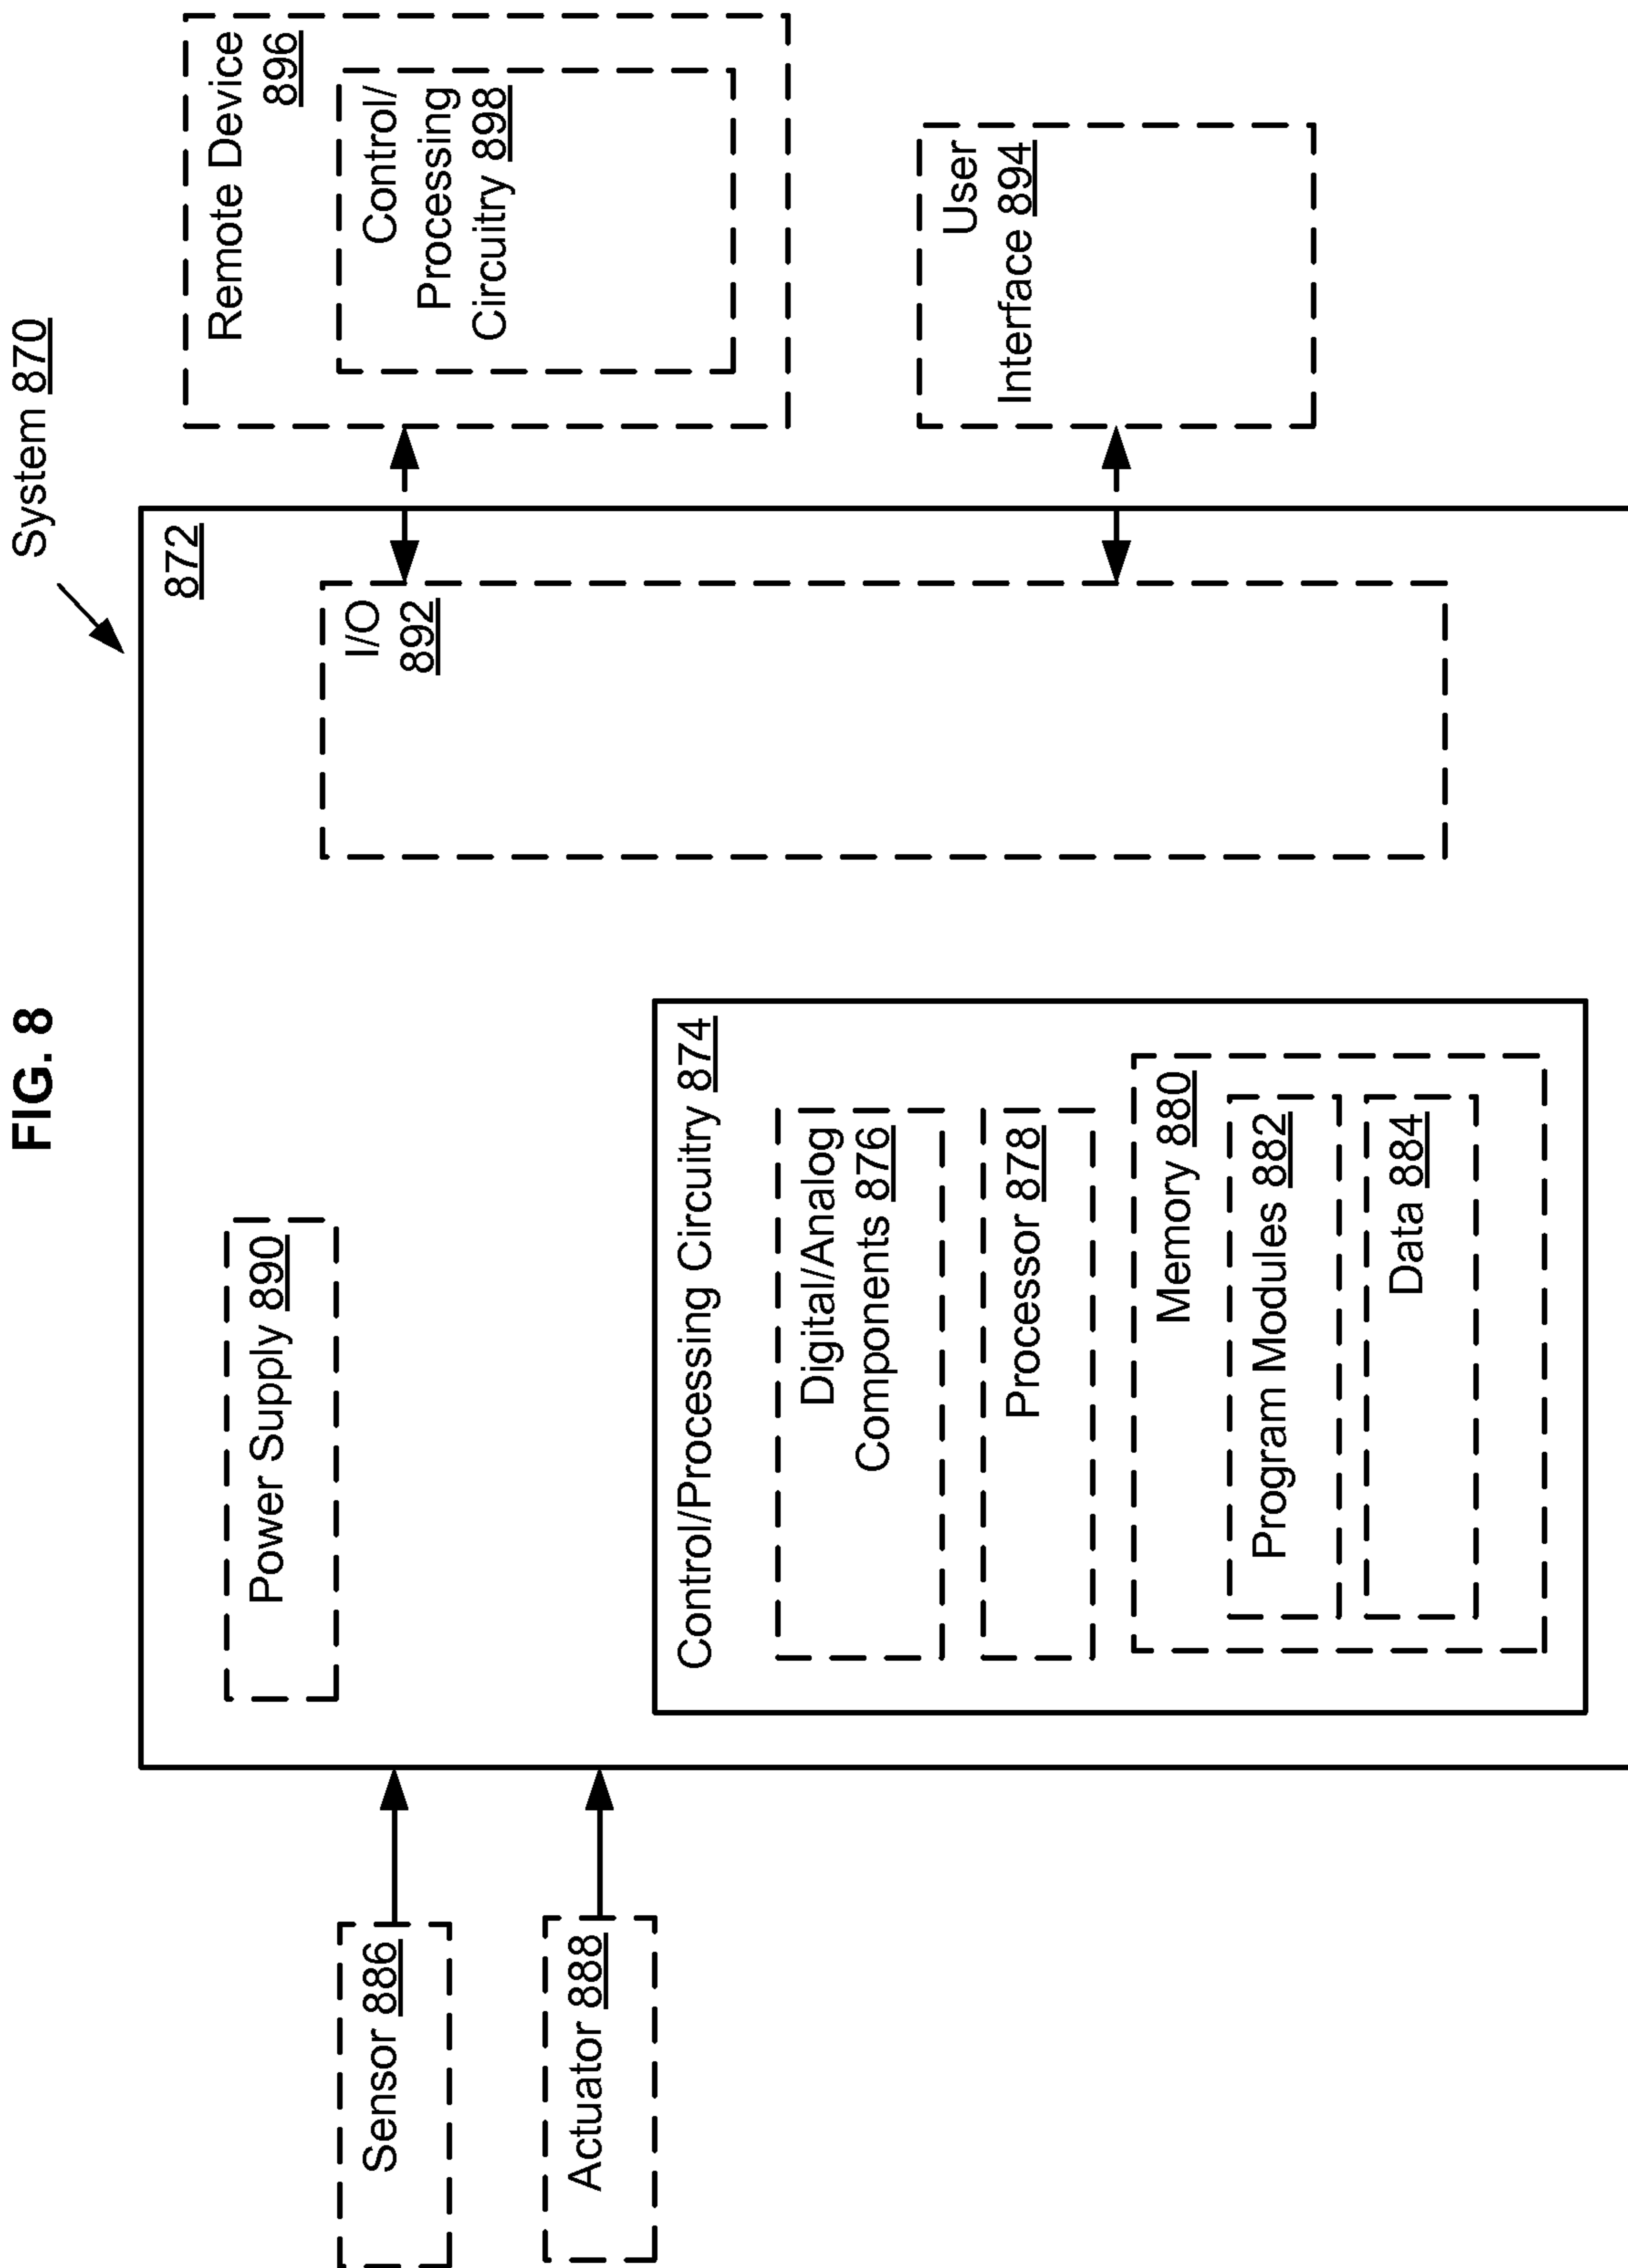 FIG. 8
System 870
872
Power Supply 890
Control/Processing Circuitry 874
Digital/Analog
Components 876
Processor 878
Memory 880
Program Modules 882
Data 884
I/O
892
Sensor 886
Actuator 888
Remote Device
896
Control/
Processing
Circuitry 898
User
Interface 894